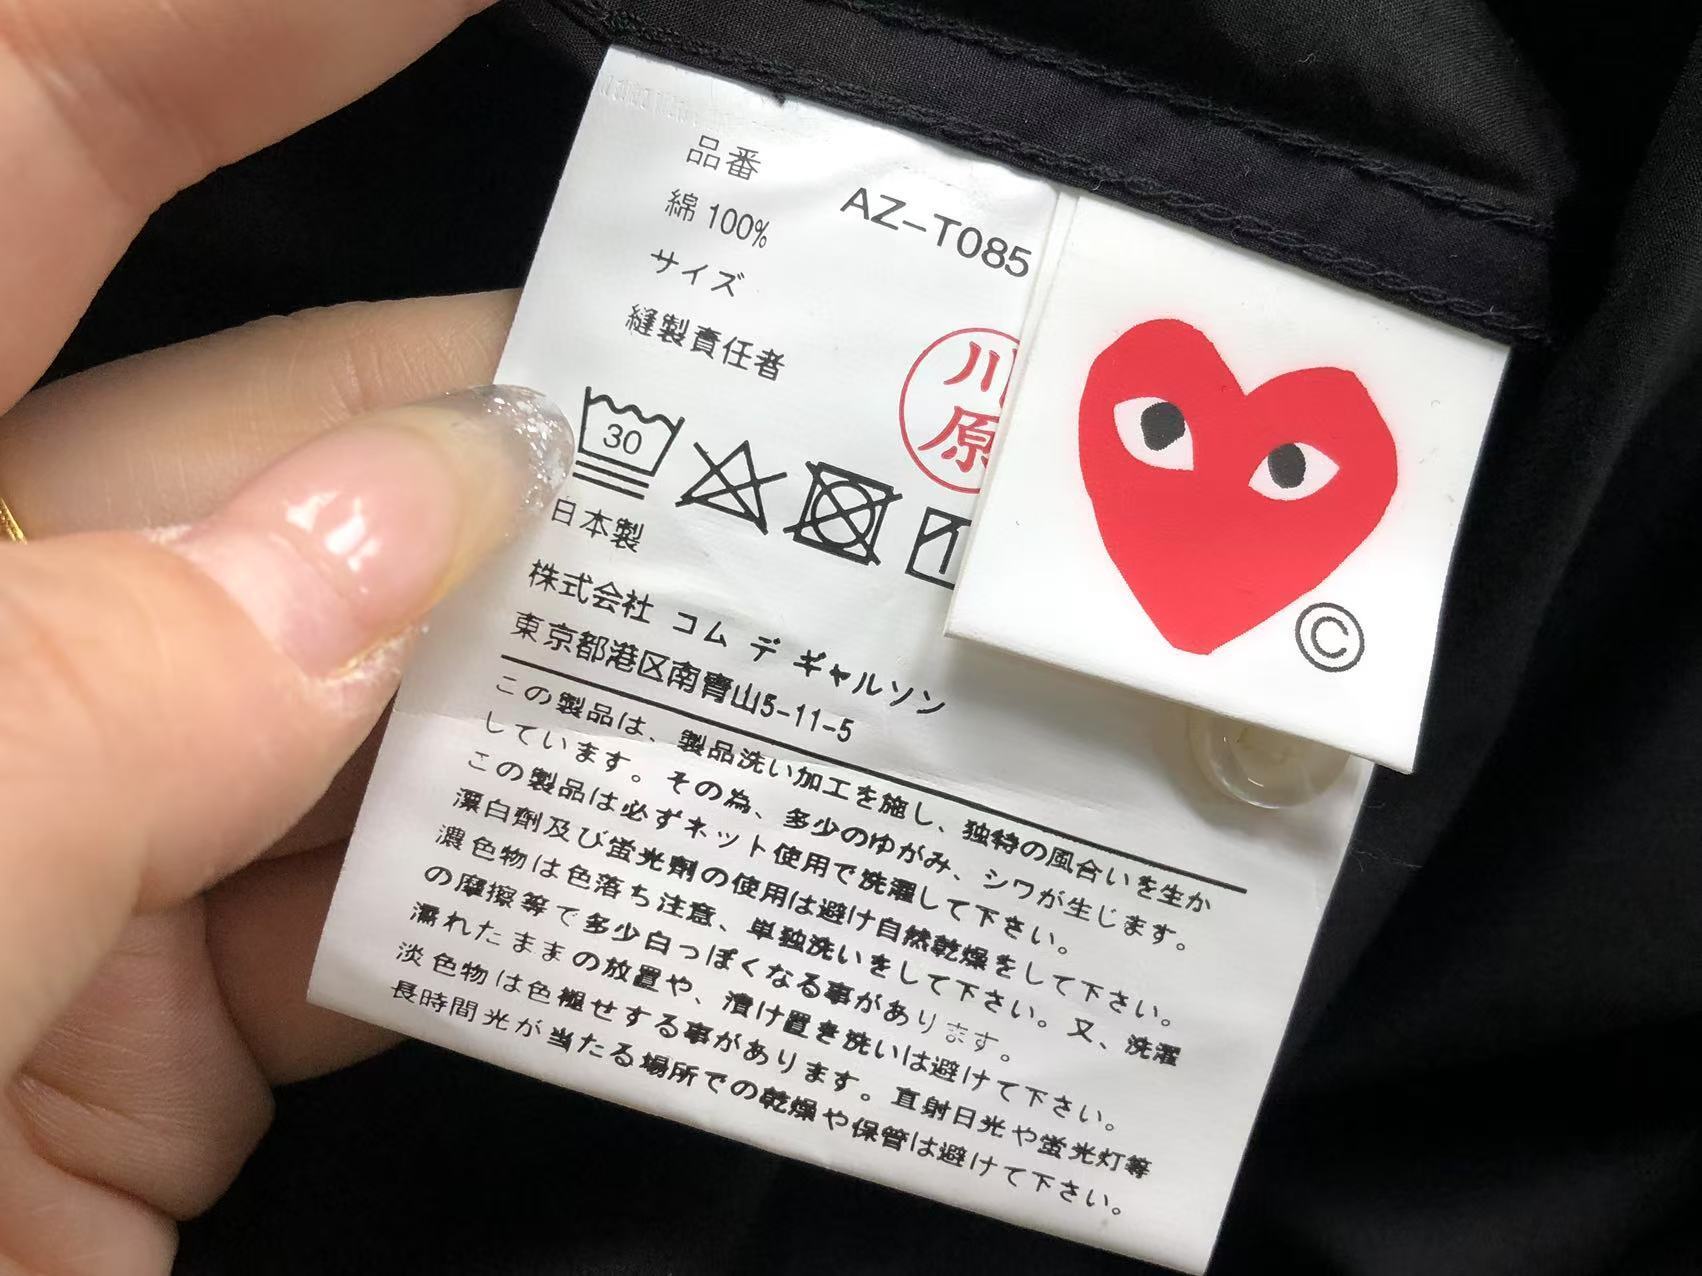 品番
AZ-T085
綿 100%
サイズ
縫製責任者
川原
30
日本製
株式会社 コム デ ギャルソン
東京都港区南青山5-11-5
この製品は、製品洗い加工を施し、独特の風合いを生か
しています。その為、多少のゆがみ、シワが生じます。
この製品は必ずネット使用で洗濯して下さい。
漂白剤及び蛍光剤の使用は避け自然乾燥をして下さい。
濃色物は色落ち注意、単独洗いをして下さい。又、洗濯
の摩擦等で多少白っぽくなる事があります。
濡れたままの放置や、漬け置き洗いは避けて下さい。
淡色物は色褪せする事があります。直射日光や蛍光灯等
長時間光が当たる場所での乾燥や保管は避けて下さい。
©